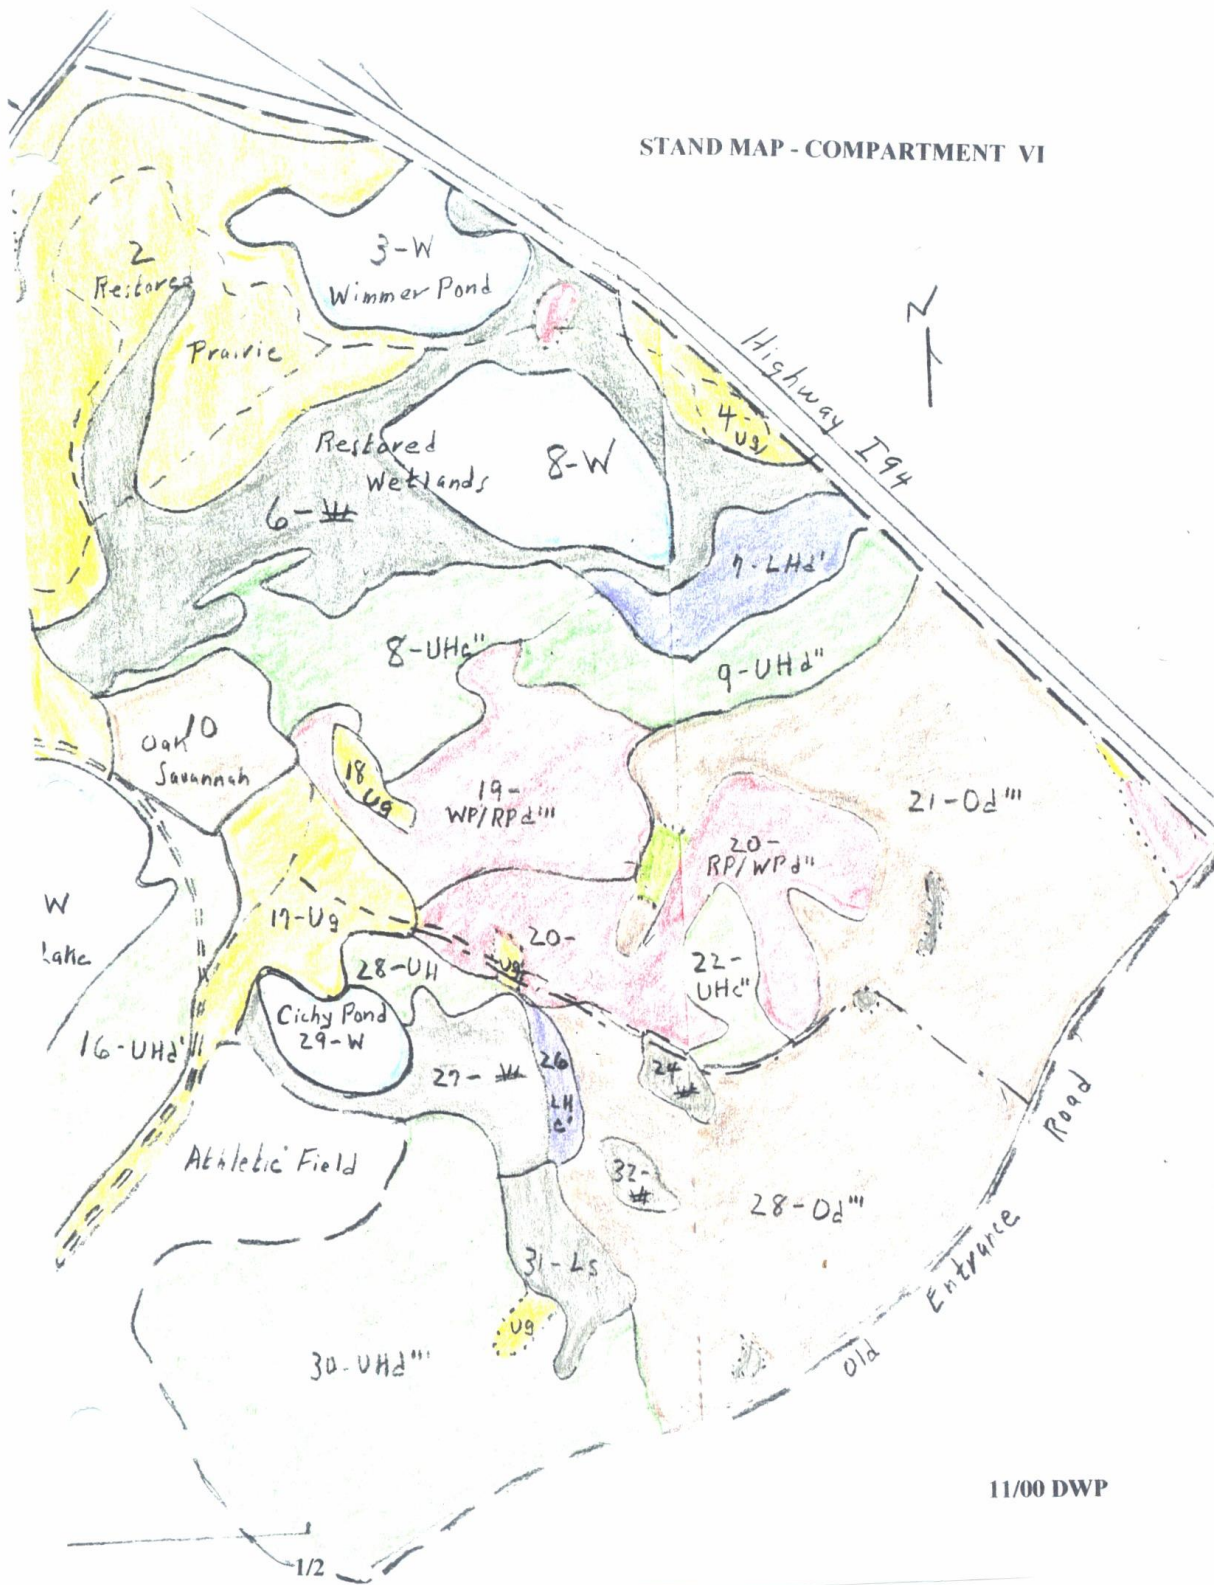 STAND MAP - COMPARTMENT VI
3-W
Wimmer Pond
2
Restored
Prairie
N
Highway I94
4-
Ug
Restored
Wetlands
8-W
6-W
7-LHd'
8-UHc"
9-UHd"
10
Oak
Savannah
18
Ug
19-
WP/RPd'"
21-Od'"
20-
RP/WPd"
W
Lake
17-Ug
20-
Ug
22-
UHc"
28-UH
Cichy Pond
29-W
16-UHd'
27-W
26
LH
c'
24
W
Road
Athletic Field
32-
W
28-Od'"
Entrance
31-Ls
Ug
30-UHd'"
Old
11/00 DWP
1/2